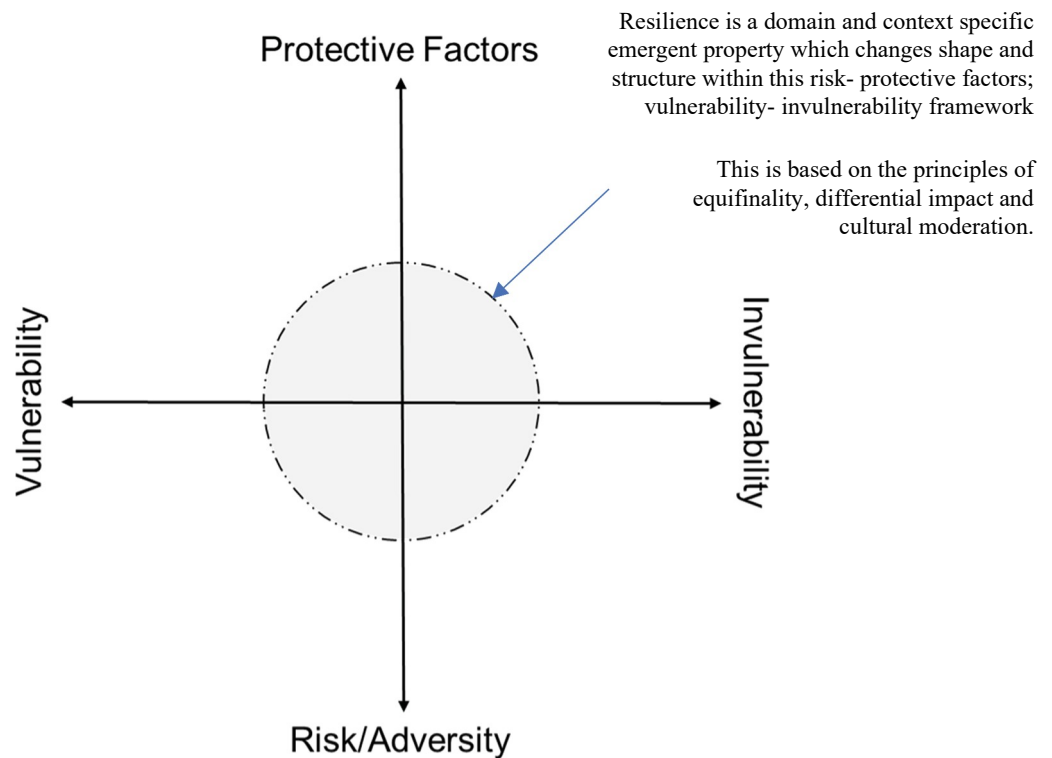 Protective Factors
Resilience is a domain and context specific
emergent property which changes shape and
structure within this risk- protective factors;
vulnerability- invulnerability framework
This is based on the principles of
equifinality, differential impact and
cultural moderation.
Vulnerability
Invulnerability
Risk/Adversity